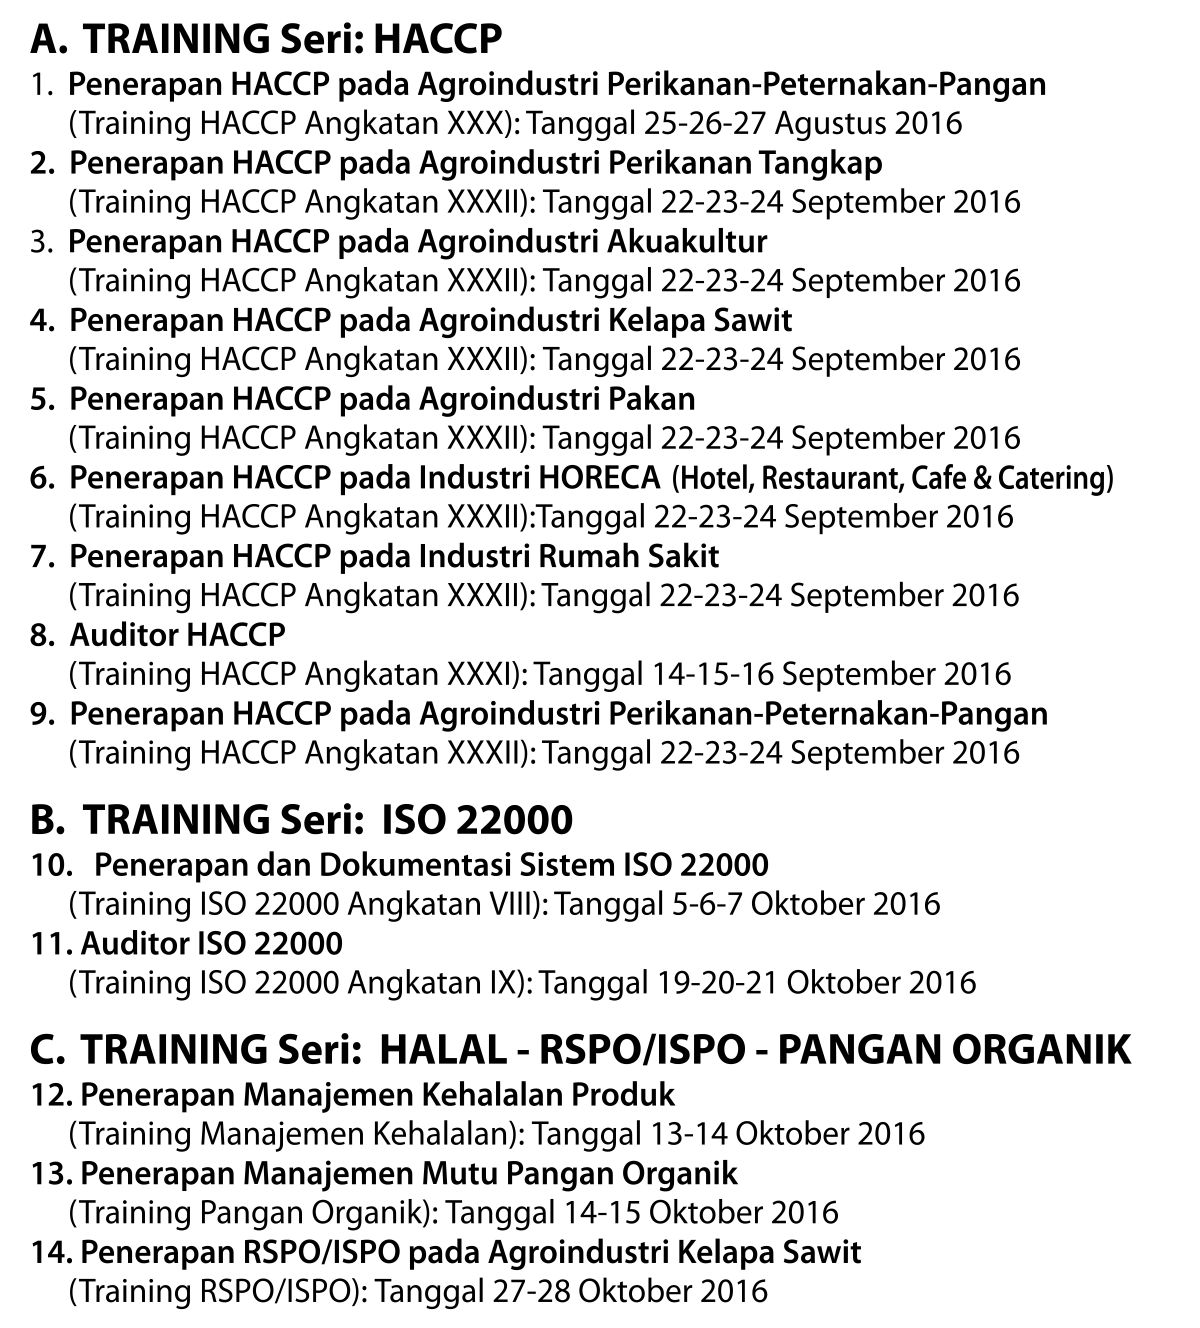 A. TRAINING Seri: HACCP
1. Penerapan HACCP pada Agroindustri Perikanan-Peternakan-Pangan
(Training HACCP Angkatan XXX): Tanggal 25-26-27 Agustus 2016
2. Penerapan HACCP pada Agroindustri Perikanan Tangkap
(Training HACCP Angkatan XXXII): Tanggal 22-23-24 September 2016
3. Penerapan HACCP pada Agroindustri Akuakultur
(Training HACCP Angkatan XXXII): Tanggal 22-23-24 September 2016
4. Penerapan HACCP pada Agroindustri Kelapa Sawit
(Training HACCP Angkatan XXXII): Tanggal 22-23-24 September 2016
5. Penerapan HACCP pada Agroindustri Pakan
(Training HACCP Angkatan XXXII): Tanggal 22-23-24 September 2016
6. Penerapan HACCP pada Industri HORECA (Hotel, Restaurant, Cafe & Catering)
(Training HACCP Angkatan XXXII):Tanggal 22-23-24 September 2016
7. Penerapan HACCP pada Industri Rumah Sakit
(Training HACCP Angkatan XXXII): Tanggal 22-23-24 September 2016
8. Auditor HACCP
(Training HACCP Angkatan XXXI): Tanggal 14-15-16 September 2016
9. Penerapan HACCP pada Agroindustri Perikanan-Peternakan-Pangan
(Training HACCP Angkatan XXXII): Tanggal 22-23-24 September 2016
B. TRAINING Seri: ISO 22000
10. Penerapan dan Dokumentasi Sistem ISO 22000
(Training ISO 22000 Angkatan VIII): Tanggal 5-6-7 Oktober 2016
11. Auditor ISO 22000
(Training ISO 22000 Angkatan IX): Tanggal 19-20-21 Oktober 2016
C. TRAINING Seri: HALAL - RSPO/ISPO - PANGAN ORGANIK
12. Penerapan Manajemen Kehalalan Produk
(Training Manajemen Kehalalan): Tanggal 13-14 Oktober 2016
13. Penerapan Manajemen Mutu Pangan Organik
(Training Pangan Organik): Tanggal 14-15 Oktober 2016
14. Penerapan RSPO/ISPO pada Agroindustri Kelapa Sawit
(Training RSPO/ISPO): Tanggal 27-28 Oktober 2016